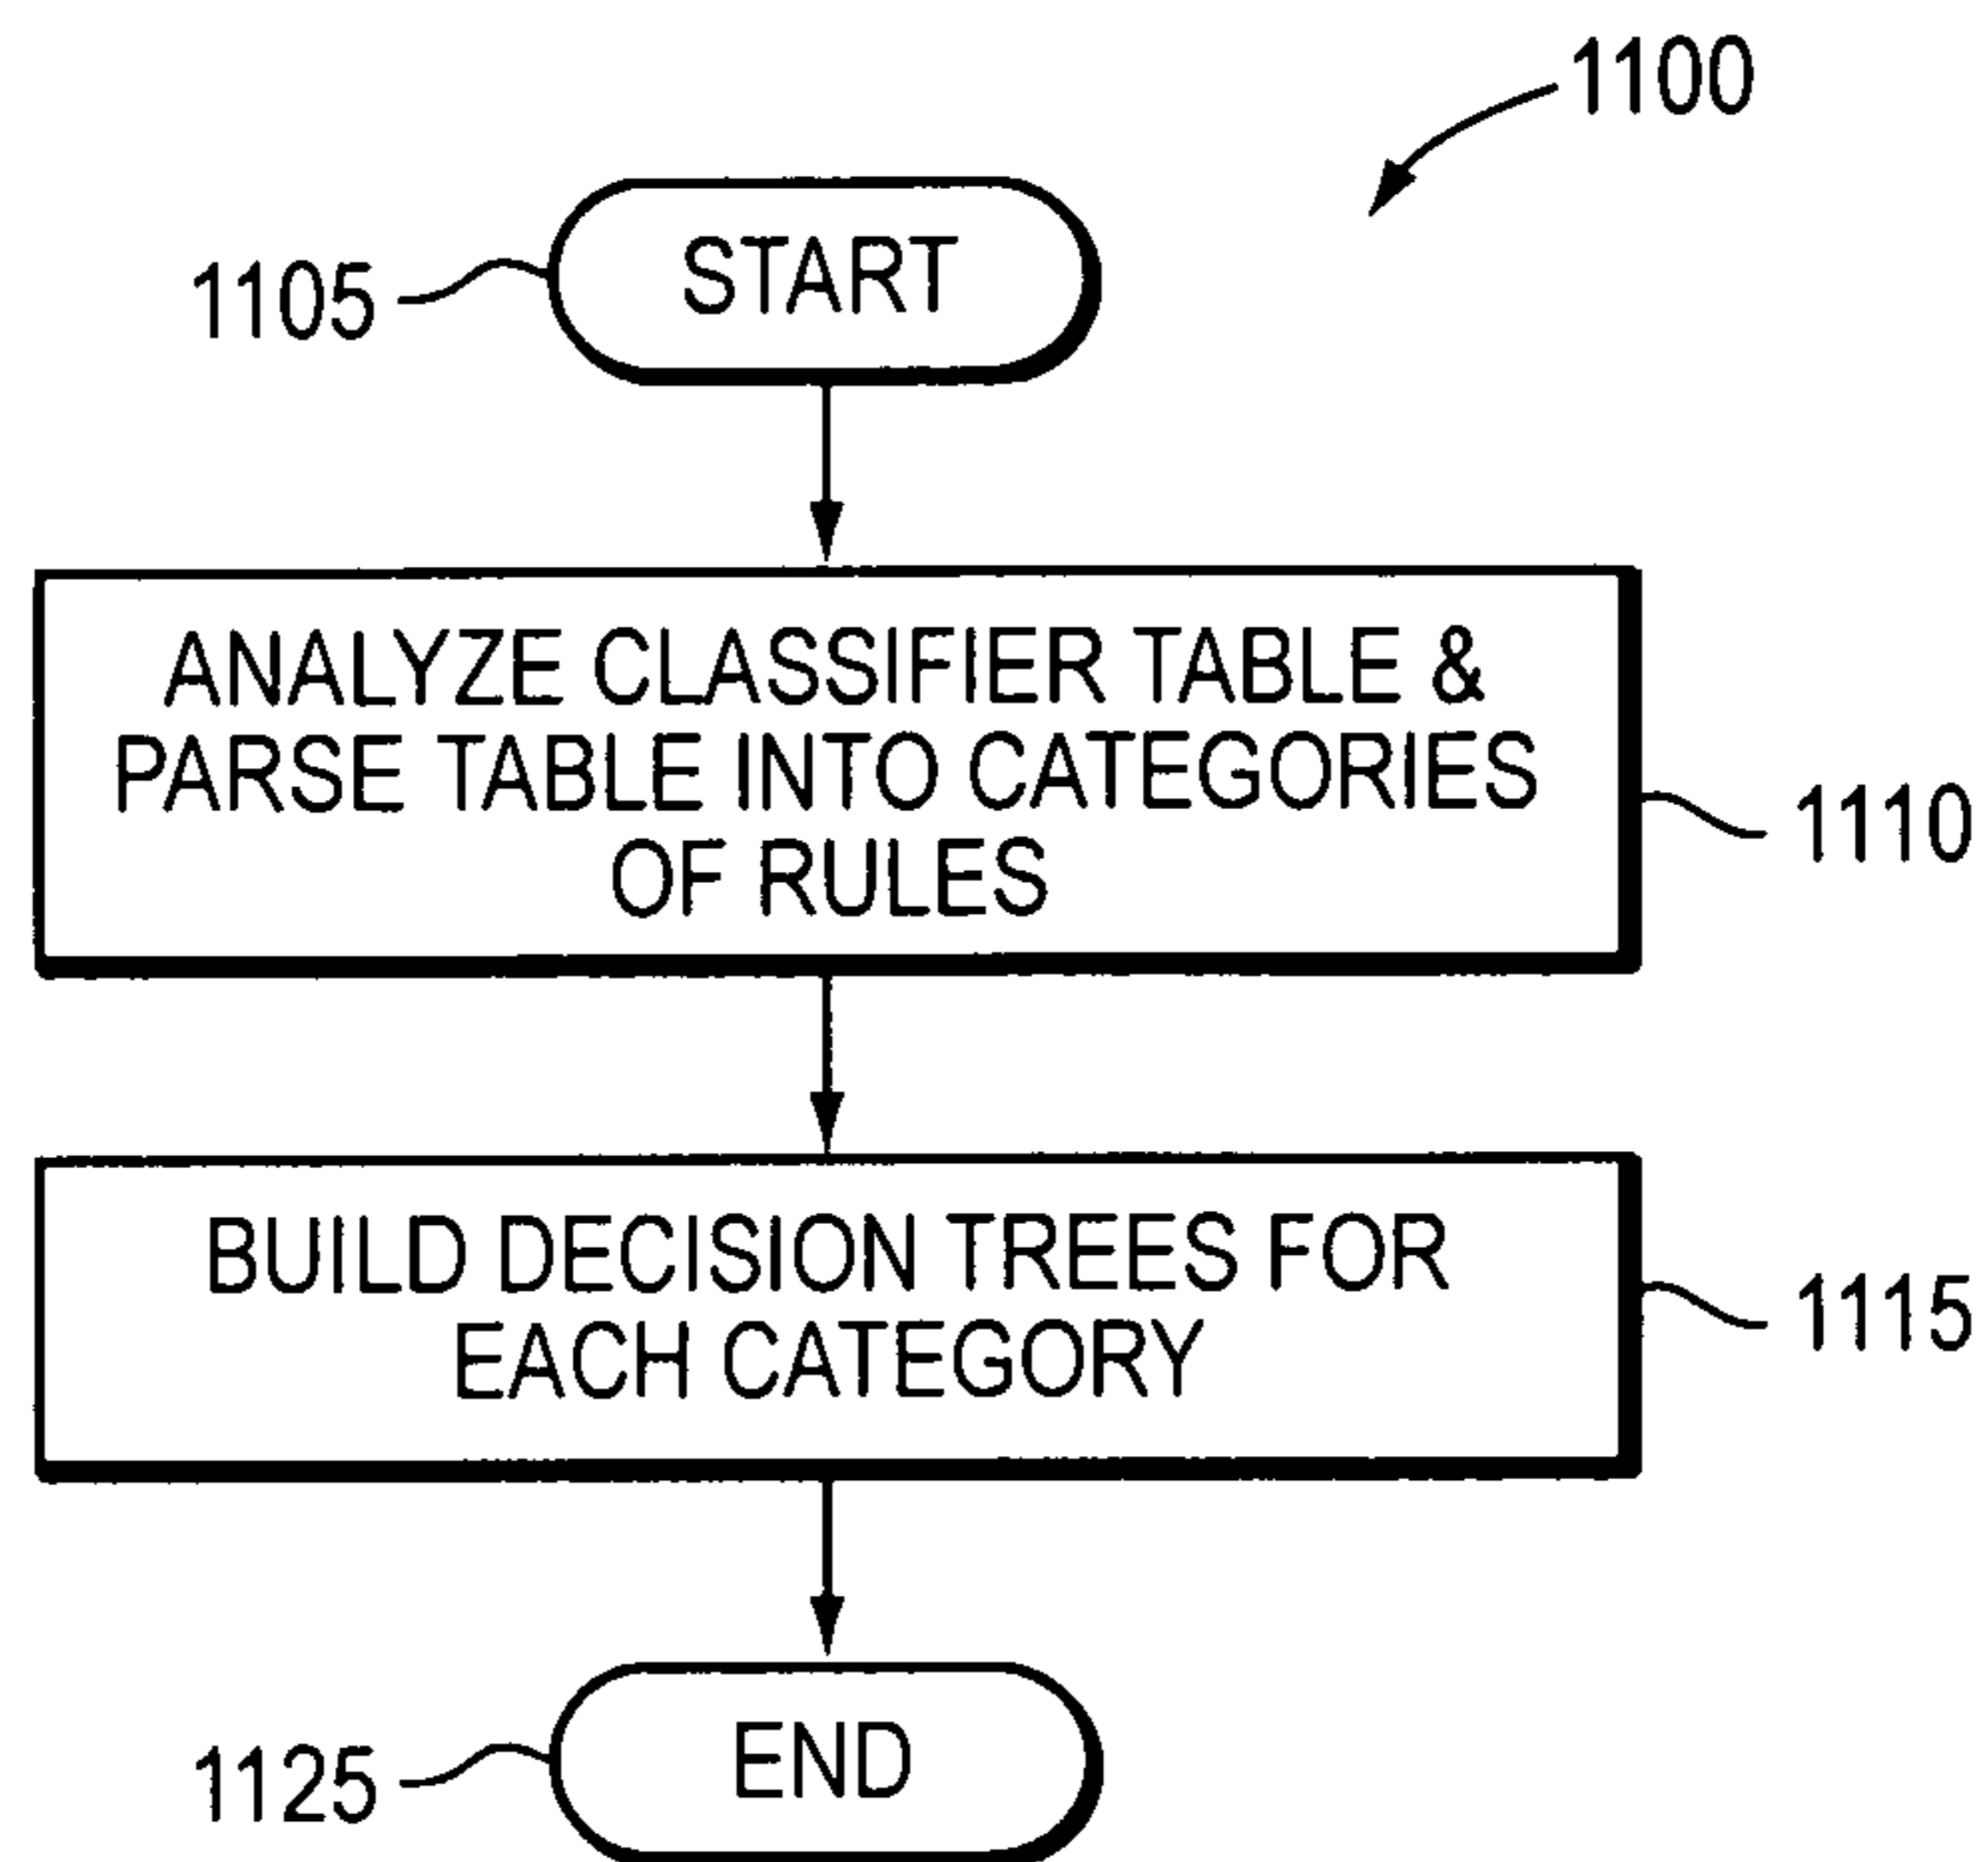 1100
1105
START
ANALYZE CLASSIFIER TABLE &
PARSE TABLE INTO CATEGORIES
OF RULES
1110
BUILD DECISION TREES FOR
EACH CATEGORY
1115
1125
END